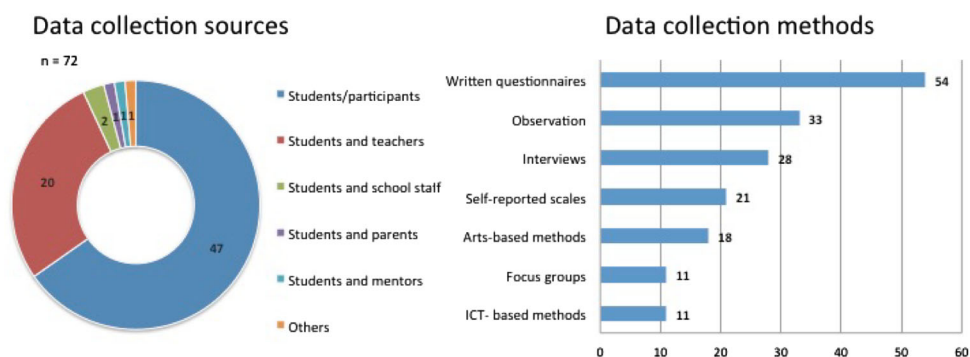 Data collection sources
n = 72
47
20
2
1
1
1
Students/participants
Students and teachers
Students and school staff
Students and parents
Students and mentors
Others
Data collection methods
Written questionnaires
54
Observation
33
Interviews
28
Self-reported scales
21
Arts-based methods
18
Focus groups
11
ICT- based methods
11
0 10 20 30 40 50 60